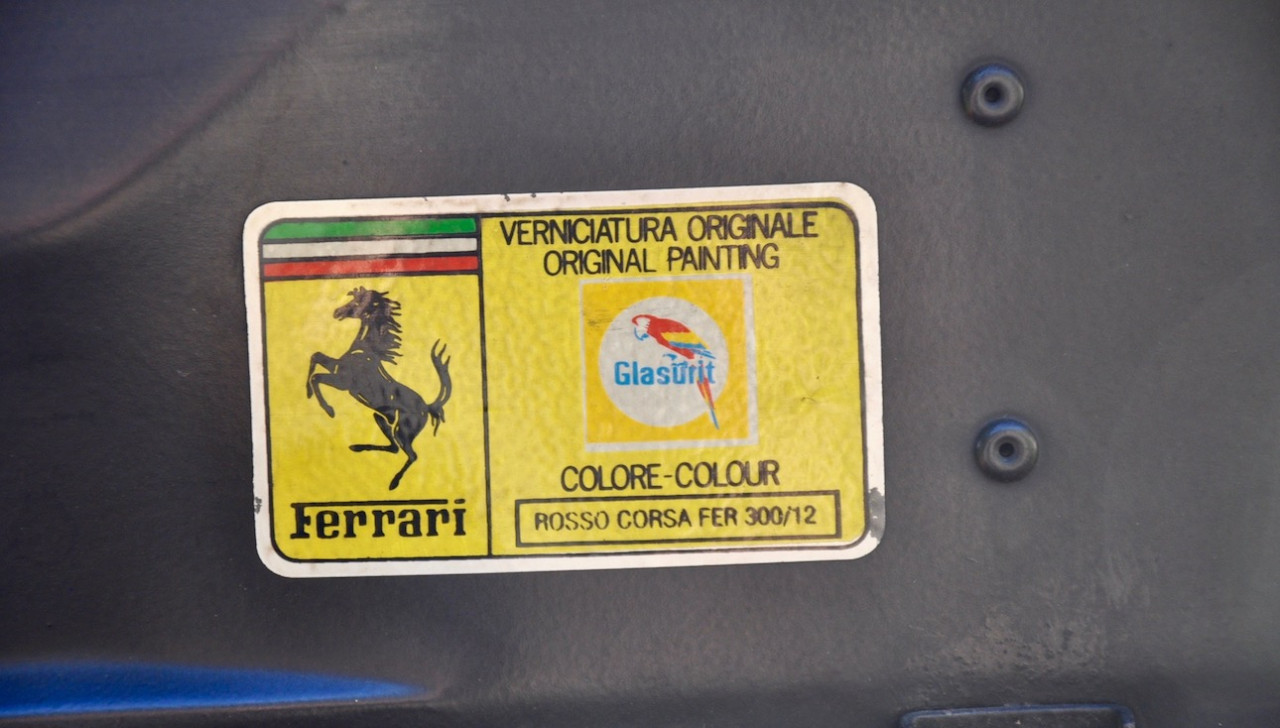 VERNICIATURA ORIGINALE
ORIGINAL PAINTING
Glasurit
COLORE-COLOUR
ROSSO CORSA FER 300/12
Ferrari